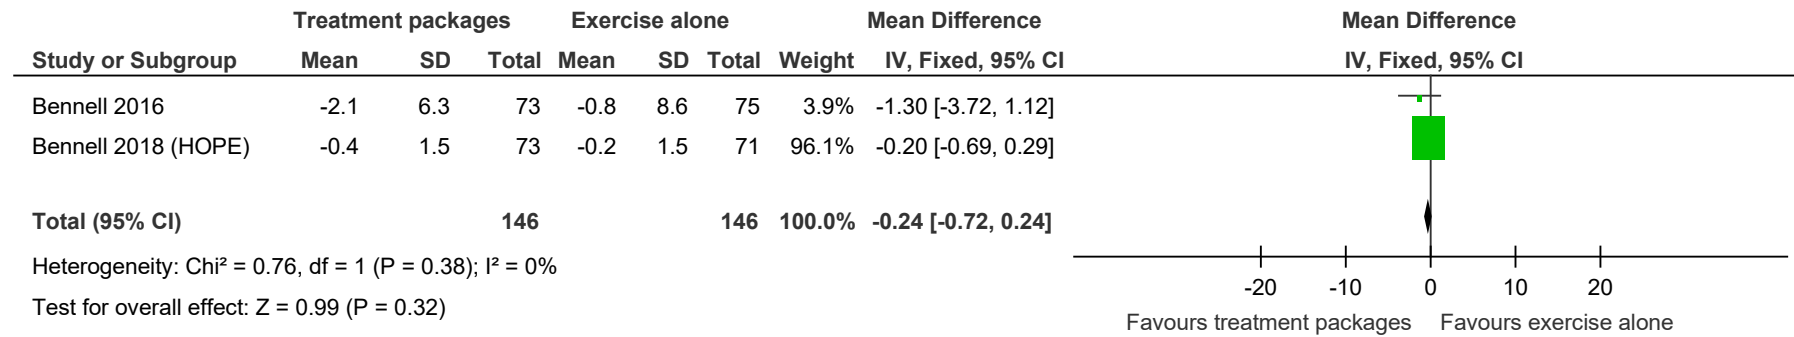 Treatment packages Exercise alone Mean Difference Mean Difference
Study or Subgroup Mean SD Total Mean SD Total Weight IV, Fixed, 95% CI IV, Fixed, 95% CI
Bennell 2016 -2.1 6.3 73 -0.8 8.6 75 3.9% -1.30 [-3.72, 1.12]
Bennell 2018 (HOPE) -0.4 1.5 73 -0.2 1.5 71 96.1% -0.20 [-0.69, 0.29]
Total (95% CI) 146 146 100.0% -0.24 [-0.72, 0.24]
Heterogeneity: Chi² = 0.76, df = 1 (P = 0.38); I² = 0%
Test for overall effect: Z = 0.99 (P = 0.32)
-20 -10 0 10 20
Favours treatment packages Favours exercise alone